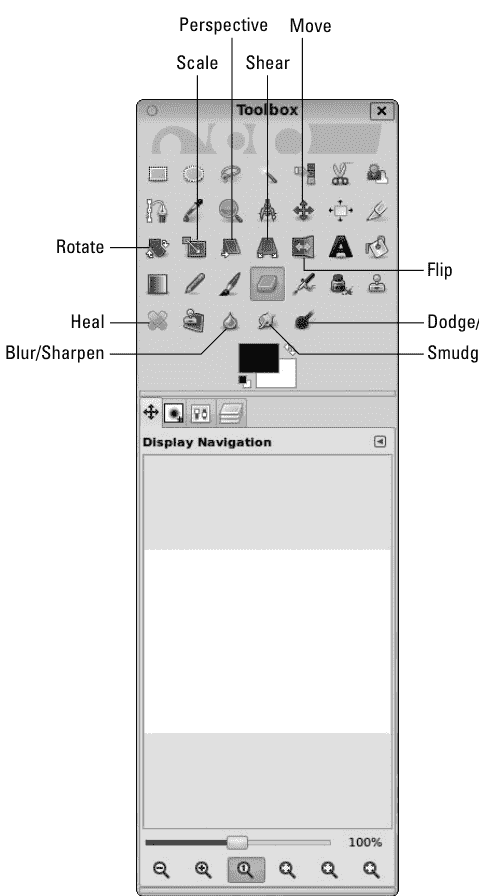 Perspective
Move
Scale
Shear
Toolbox
Rotate
Flip
Heal
Dodge/
Blur/Sharpen
Smudg
Display Navigation
100%